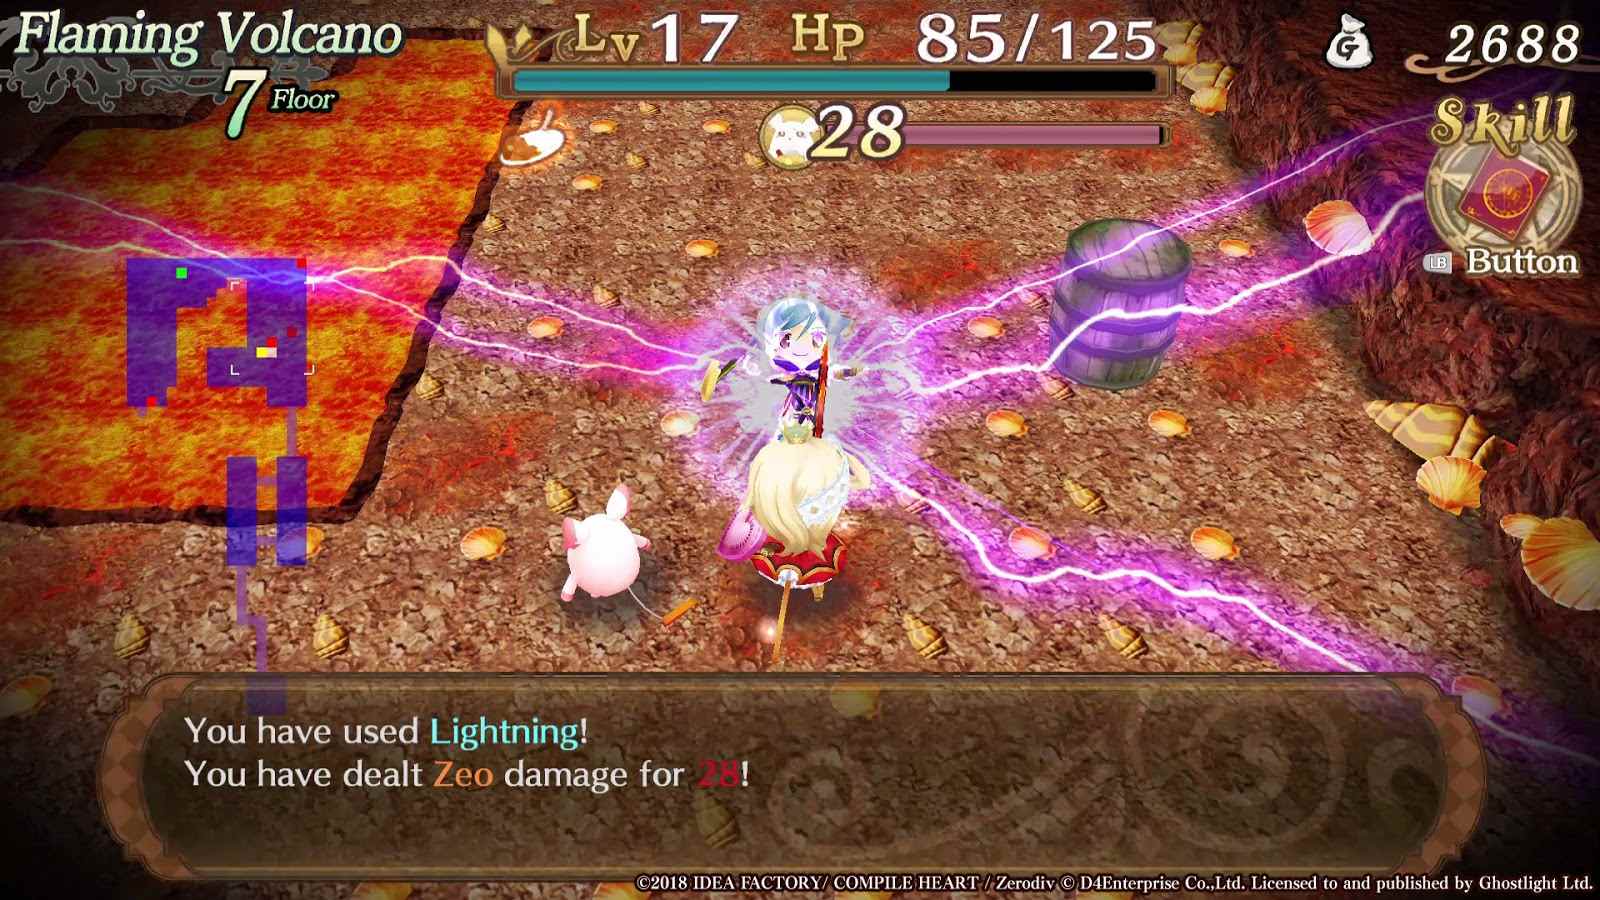 Flaming Volcano
7 Floor
Lv 17 Hp 85/125
28
G 2688
Skill
LB Button
You have used Lightning!
You have dealt Zeo damage for 28!
©2018 IDEA FACTORY/ COMPILE HEART / Zerodiv © D4Enterprise Co.,Ltd. Licensed to and published by Ghostlight Ltd.